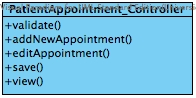 PatientAppointment_Controller
+validate()
+addNewAppointment()
+editAppointment()
+save()
+view()